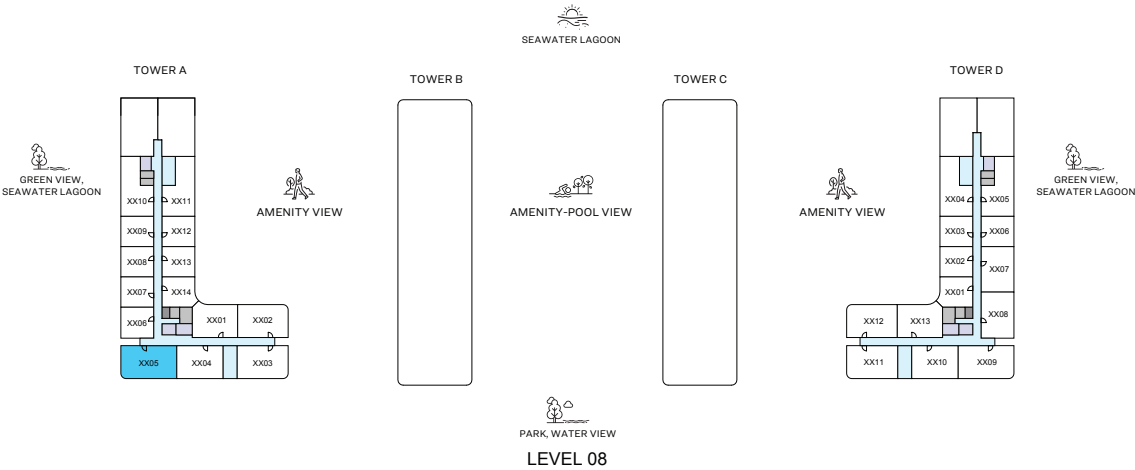 SEAWATER LAGOON
TOWER A
TOWER B
TOWER C
TOWER D
GREEN VIEW,
SEAWATER LAGOON
AMENITY VIEW
AMENITY-POOL VIEW
AMENITY VIEW
GREEN VIEW,
SEAWATER LAGOON
XX10
XX11
XX09
XX12
XX08
XX13
XX07
XX14
XX06
XX01
XX02
XX05
XX04
XX03
XX04
XX05
XX03
XX06
XX02
XX07
XX01
XX08
XX12
XX13
XX11
XX10
XX09
PARK, WATER VIEW
LEVEL 08